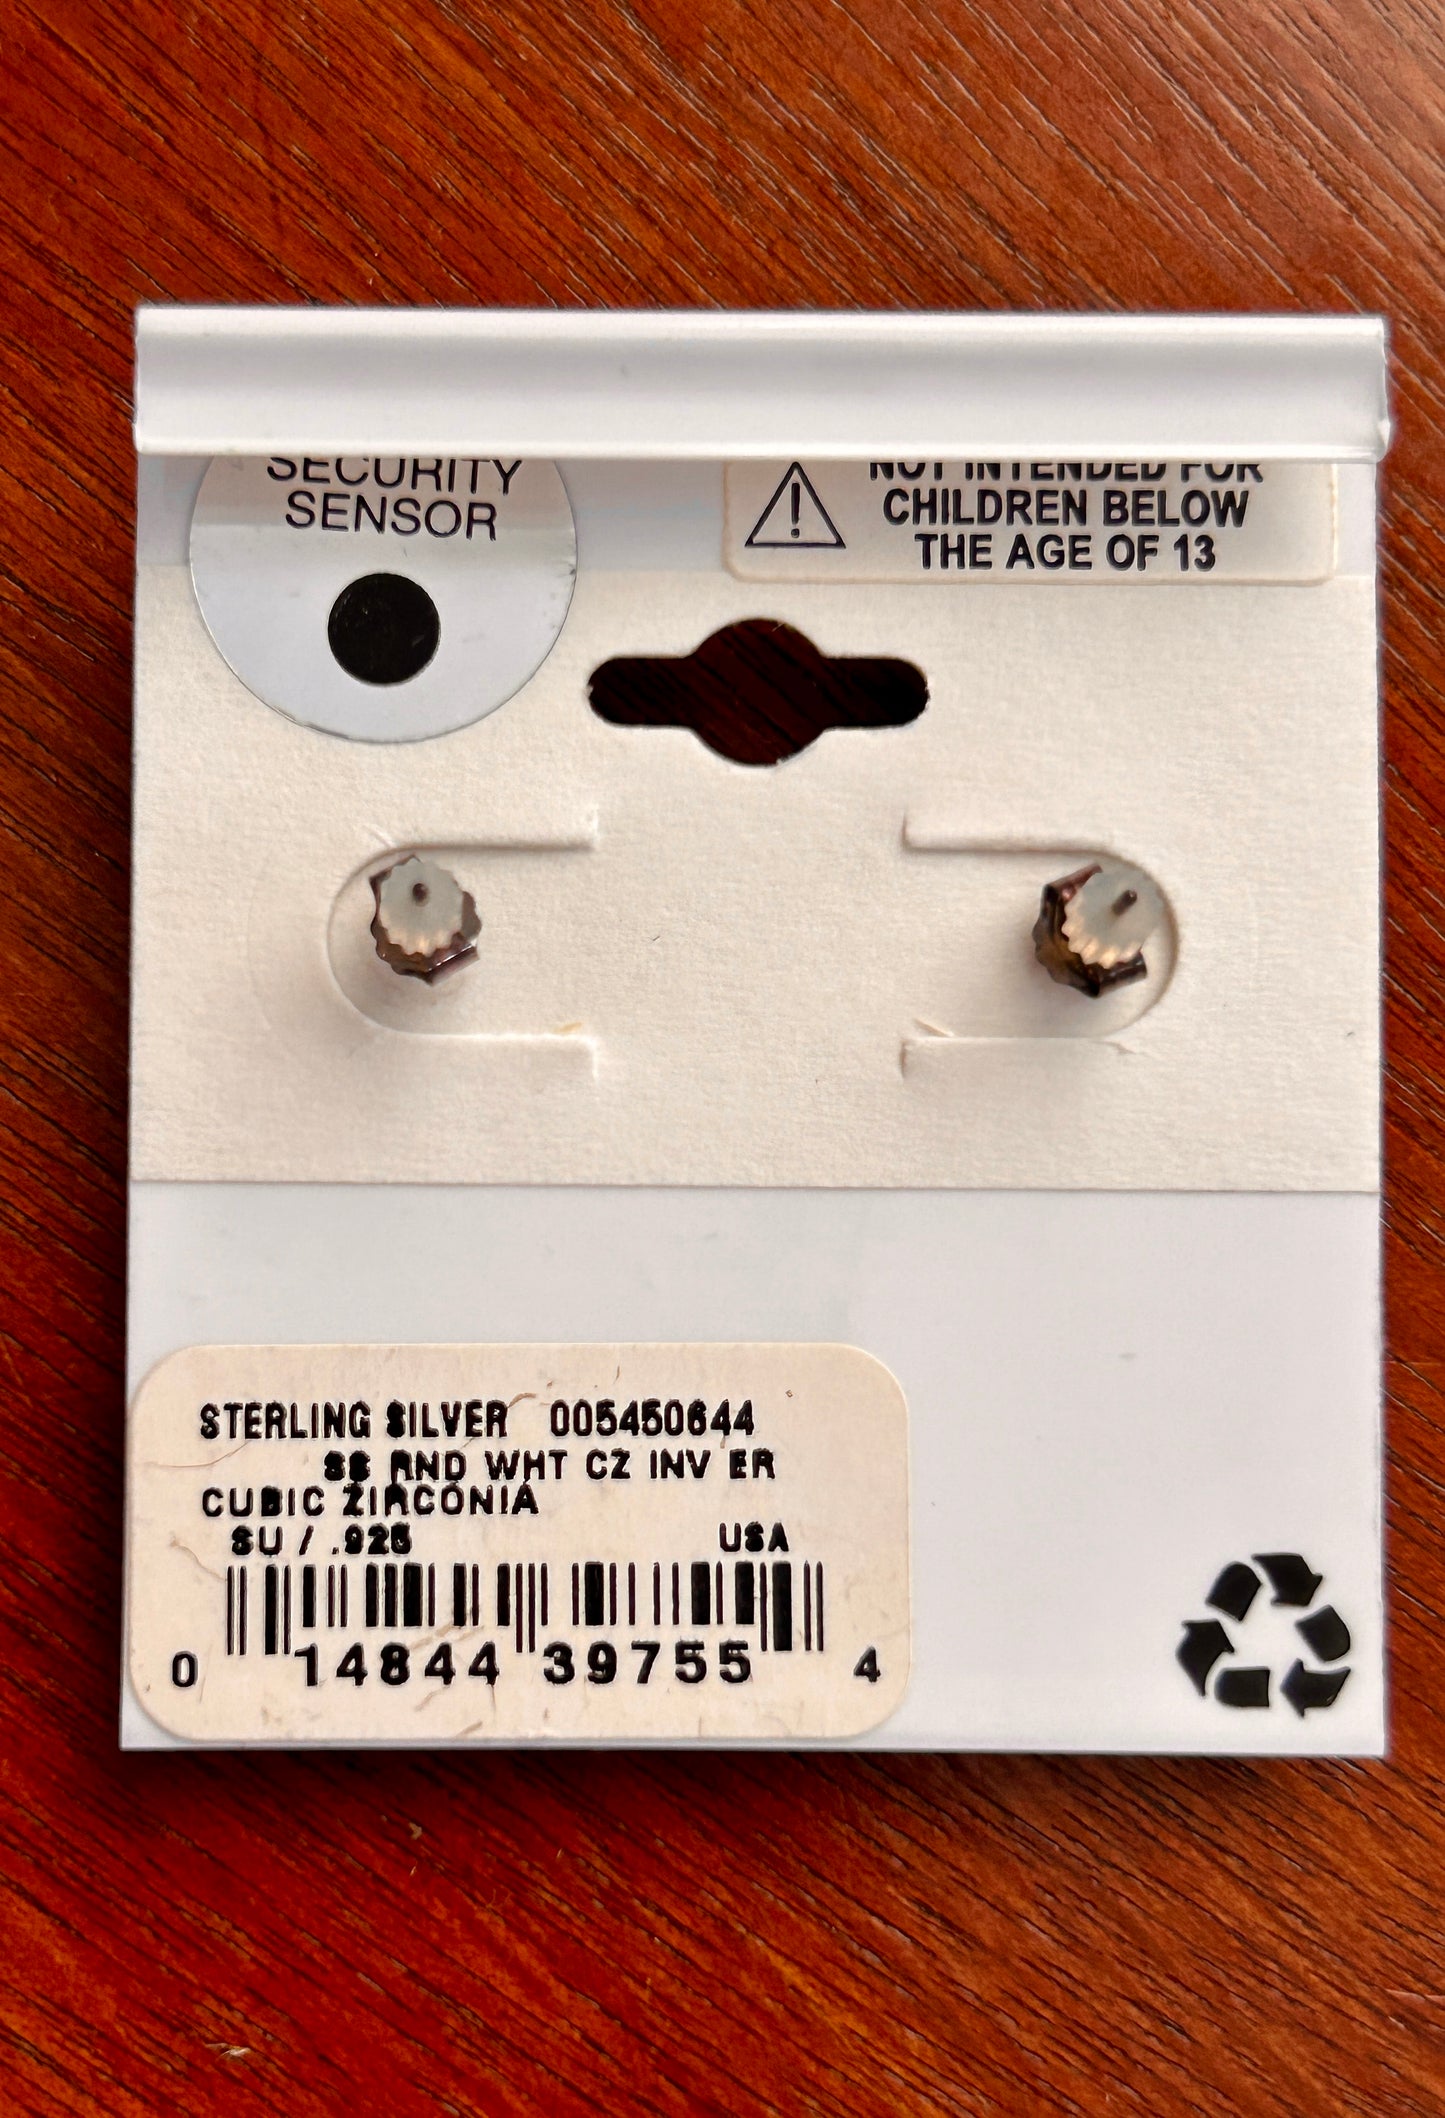 SECURITY
SENSOR
NOT INTENDED FOR
CHILDREN BELOW
THE AGE OF 13
STERLING SILVER 005450644
SS RND WHT CZ INV ER
CUBIC ZIRCONIA
SU / .925 USA
0 14844 39755 4